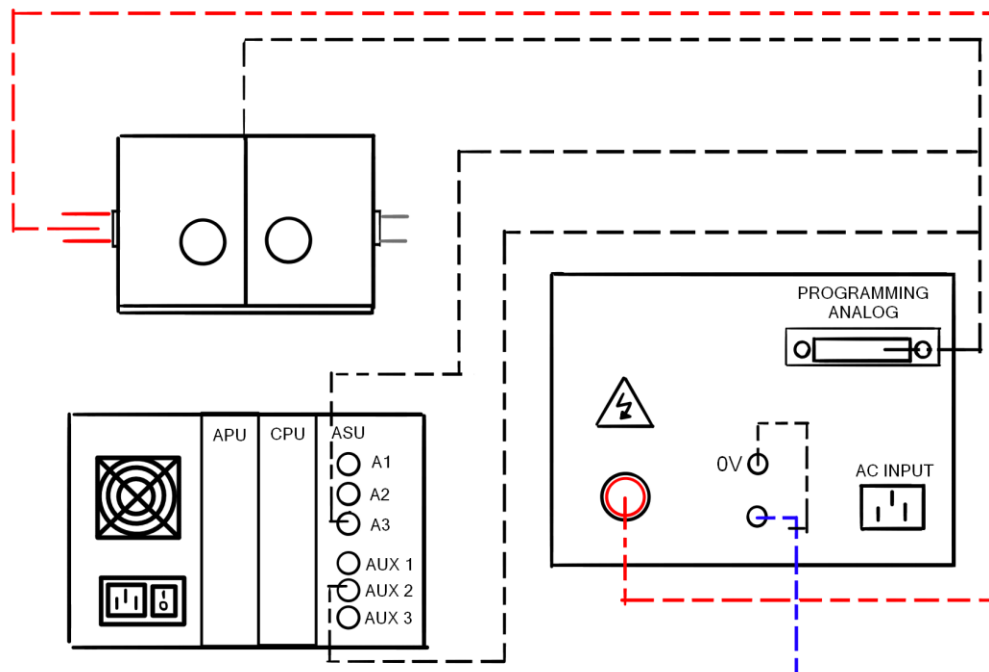 PROGRAMMING
ANALOG
APU
CPU
ASU
A1
A2
A3
AUX 1
AUX 2
AUX 3
0V
AC INPUT